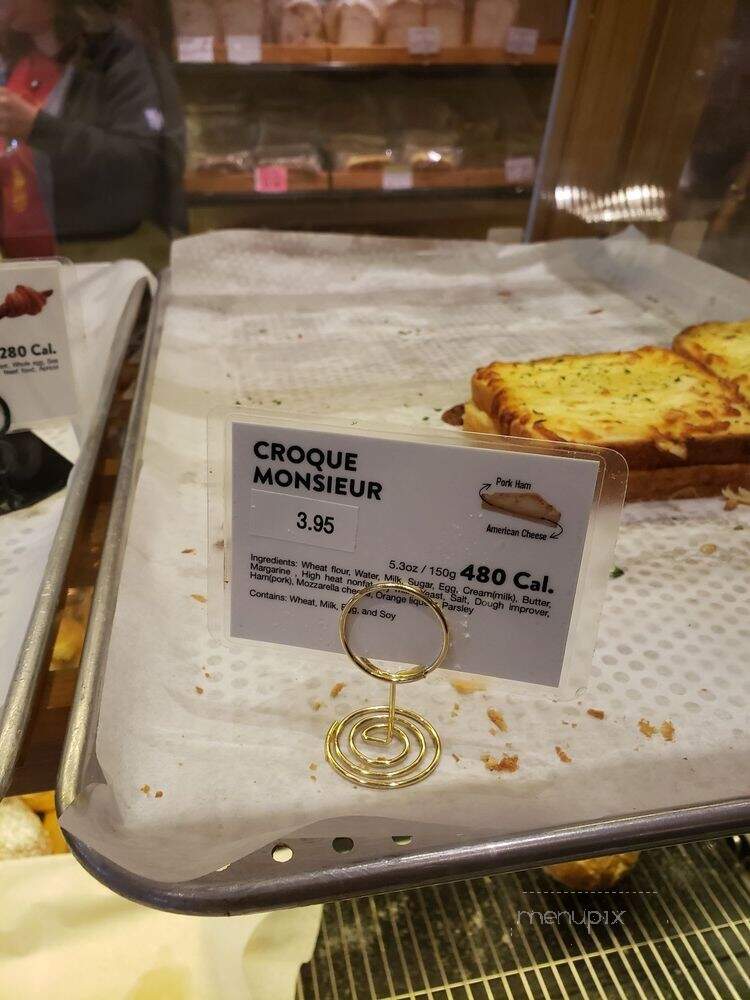 280 Cal.
CROQUE
MONSIEUR
3.95
Pork Ham
American Cheese
5.3oz / 150g 480 Cal.
Ingredients: Wheat flour, Water, Milk, Sugar, Egg, Cream(milk), Butter,
Margarine , High heat nonfat Yeast, Salt, Dough improver,
Ham(pork), Mozzarella Orange Parsley
Contains: Wheat, Milk, Egg, and Soy
menupix